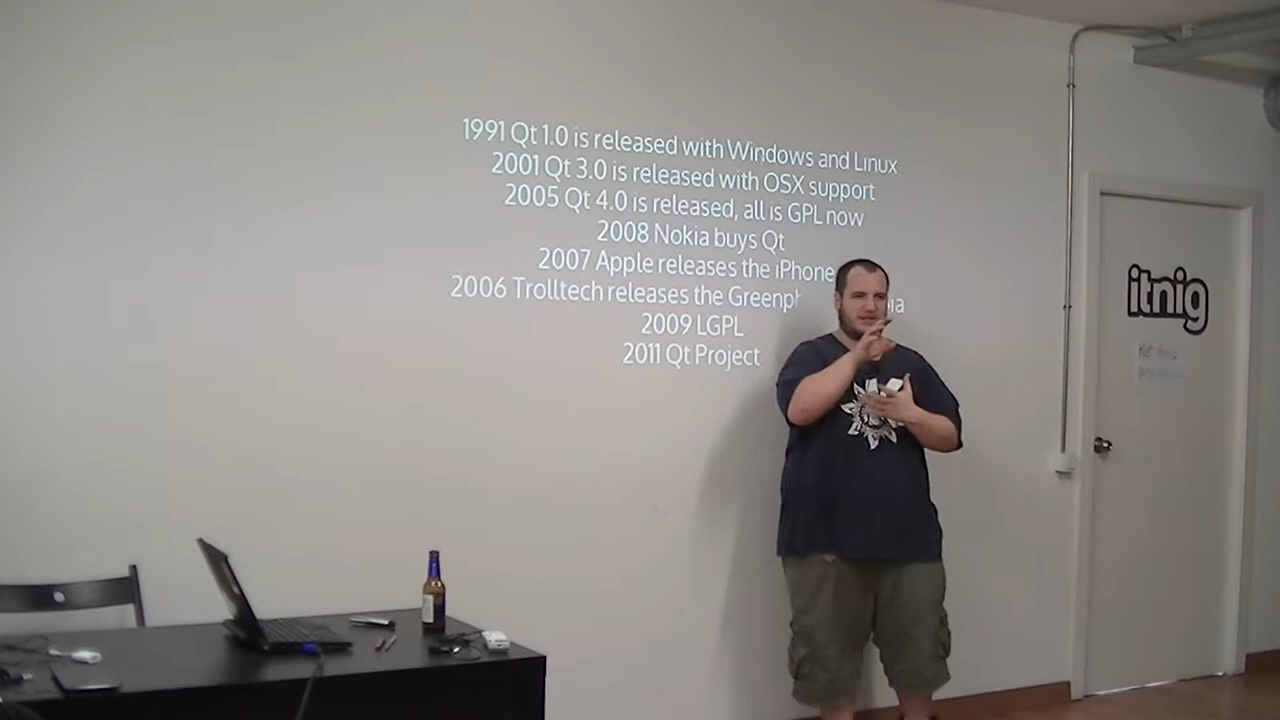 1991 Qt 1.0 is released with Windows and Linux
2001 Qt 3.0 is released with OSX support
2005 Qt 4.0 is released, all is GPL now
2008 Nokia buys Qt
2007 Apple releases the iPhone
2006 Trolltech releases the
2009 LGPL
2011 Qt Project
itnig